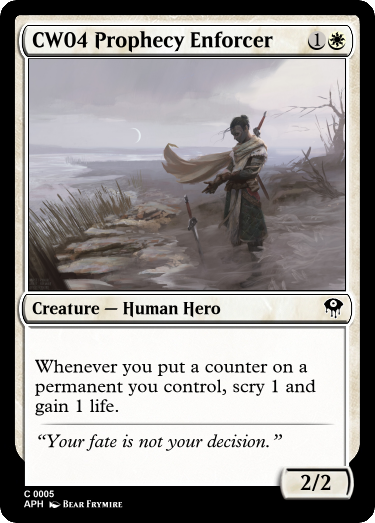 CW04 Prophecy Enforcer 1
Creature — Human Hero
Whenever you put a counter on a
permanent you control, scry 1 and
gain 1 life.
“Your fate is not your decision.”
2/2
C 0005
APH Bear Frymire